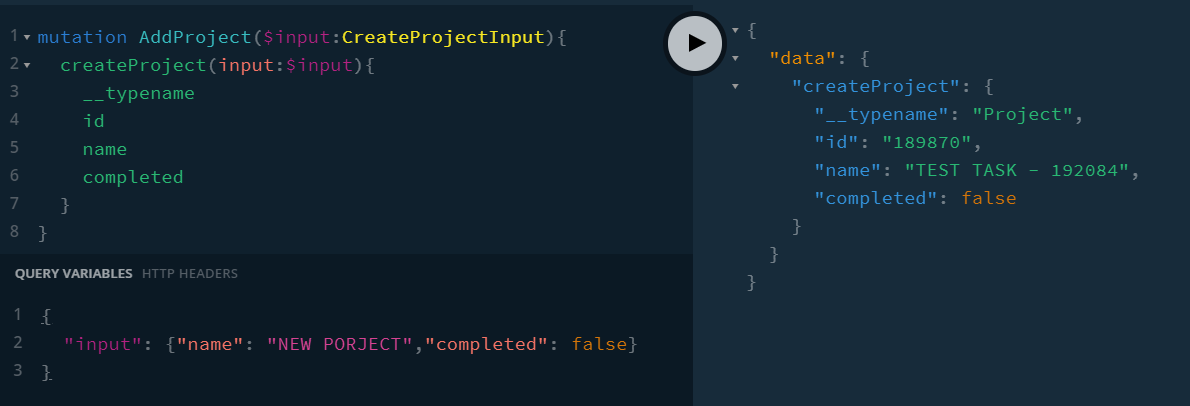 1 mutation AddProject($input:CreateProjectInput){
2 createProject(input:$input){
3 __typename
4 id
5 name
6 completed
7 }
8 }
QUERY VARIABLES HTTP HEADERS
1 {
2 "input": {"name": "NEW PORJECT","completed": false}
3 }
{
"data": {
"createProject": {
"__typename": "Project",
"id": "189870",
"name": "TEST TASK - 192084",
"completed": false
}
}
}